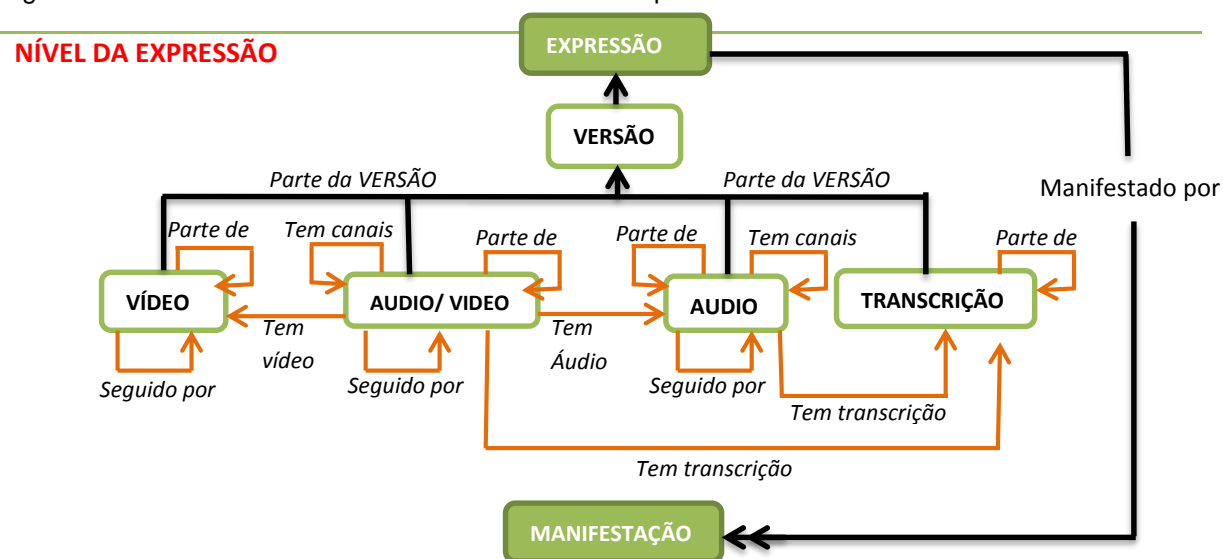 EXPRESSÃO
NÍVEL DA EXPRESSÃO
VERSÃO
Parte da VERSÃO
Parte da VERSÃO
Manifestado por
Parte de
Tem canais
Parte de
Parte de
Tem canais
Parte de
VÍDEO
AUDIO/ VIDEO
AUDIO
TRANSCRIÇÃO
Tem
vídeo
Tem
Áudio
Seguido por
Seguido por
Seguido por
Tem transcrição
Tem transcrição
MANIFESTAÇÃO